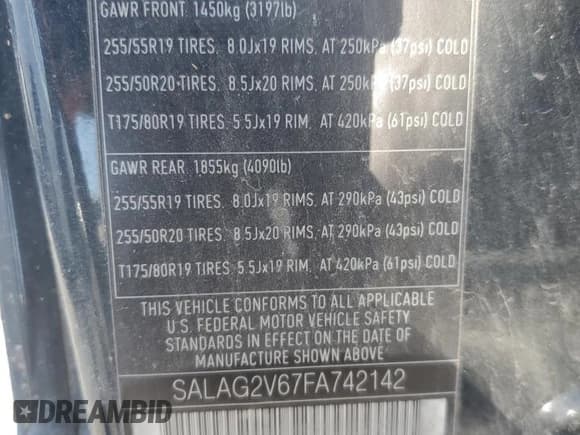 GAWR FRONT 1450kg (3197lb)
255/55R19 TIRES, 8.0Jx19 RIMS, AT 250kPa (37psi) COLD
255/50R20 TIRES, 8.5Jx20 RIMS, AT 250kPa (37psi) COLD
T175/80R19 TIRES, 5.5Jx19 RIM, AT 420kPa (61psi) COLD
GAWR REAR 1855kg (4090lb)
255/55R19 TIRES, 8.0Jx19 RIMS, AT 290kPa (43psi) COLD
255/50R20 TIRES, 8.5Jx20 RIMS, AT 290kPa (43psi) COLD
T175/80R19 TIRES, 5.5Jx19 RIM, AT 420kPa (61psi) COLD
THIS VEHICLE CONFORMS TO ALL APPLICABLE
U.S. FEDERAL MOTOR VEHICLE SAFETY
STANDARDS IN EFFECT ON THE DATE OF
MANUFACTURE SHOWN ABOVE.
SALAG2V67FA742142
DREAMBID